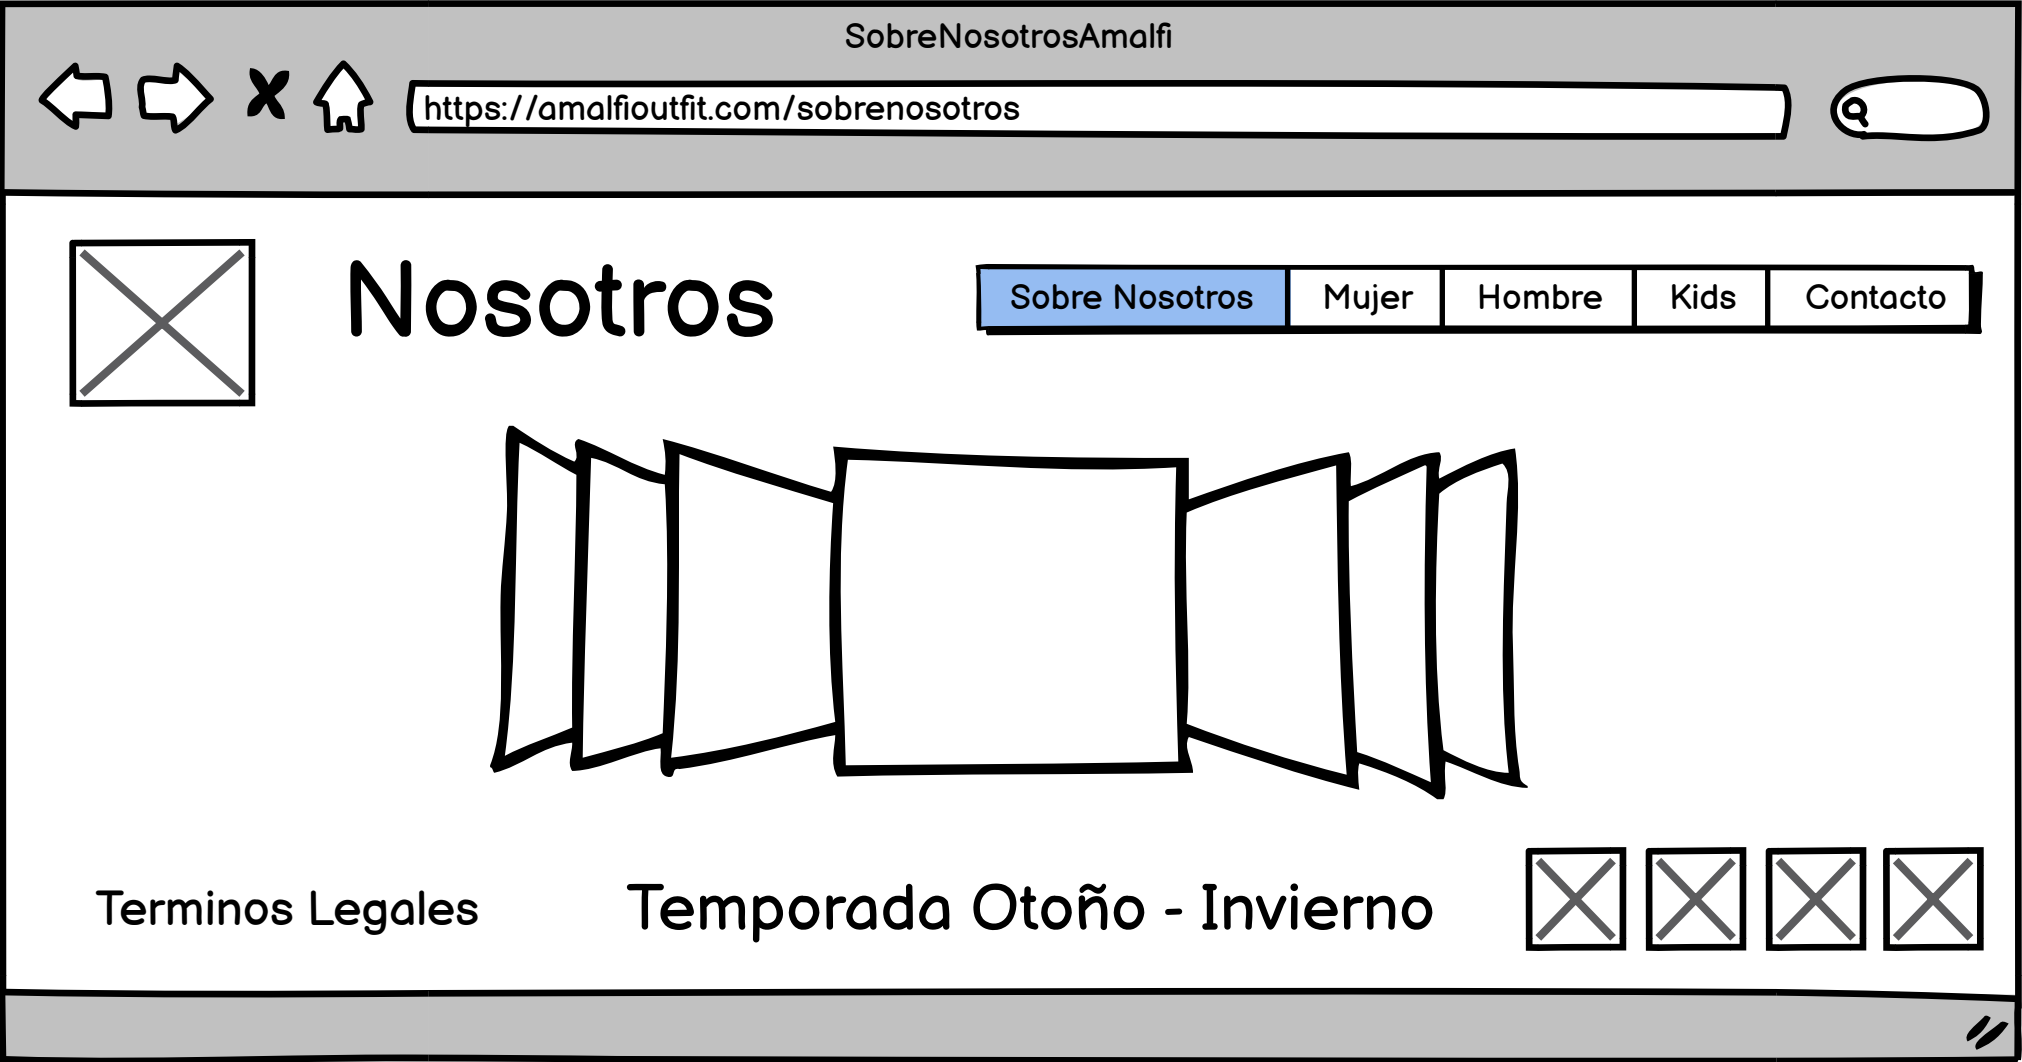 SobreNosotrosAmalfi
https://amalfioutfit.com/sobrenosotros
Nosotros
Sobre Nosotros Mujer Hombre Kids Contacto
Terminos Legales
Temporada Otoño - Invierno